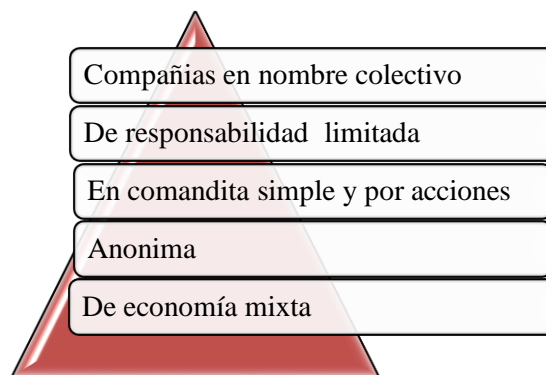 Compañias en nombre colectivo
De responsabilidad  limitada
En comandita simple y por acciones
Anonima
De economía mixta